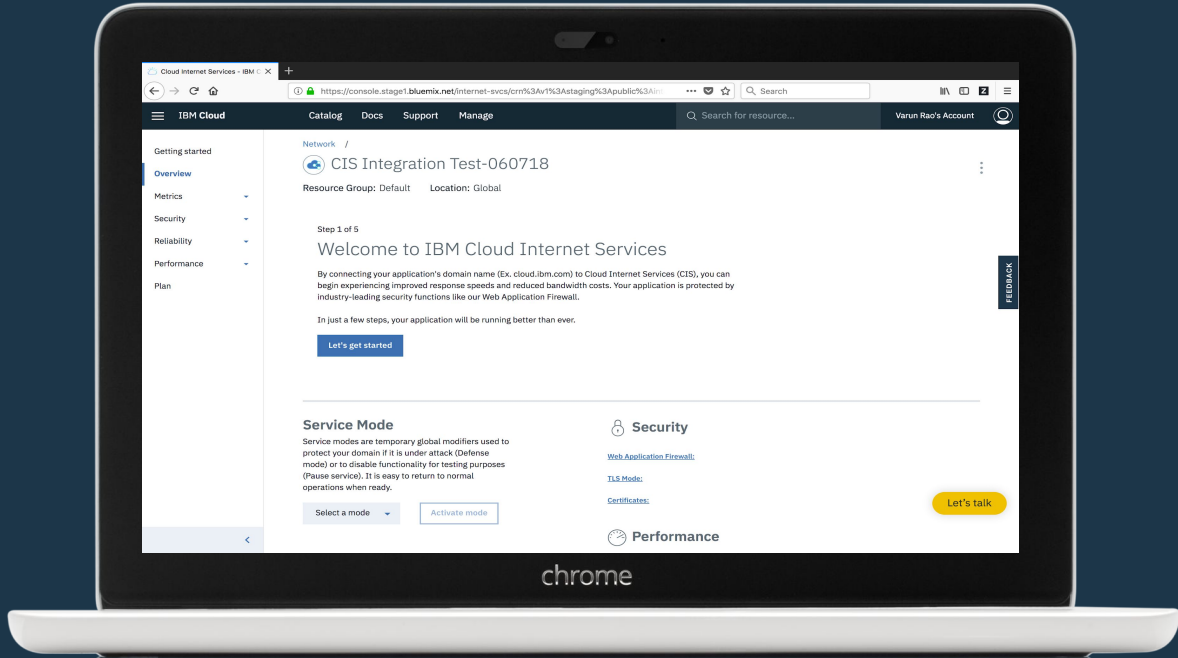 Cloud Internet Services - IBM C
https://console.stage1.bluemix.net/internet-svcs/crn%3Av1%3Astaging%3Apublic%3Ain
Search
IBM Cloud
Catalog
Docs
Support
Manage
Search for resource...
Varun Rao's Account
Getting started
Overview
Metrics
Security
Reliability
Performance
Plan
Network /
CIS Integration Test-060718
Resource Group: Default Location: Global
Step 1 of 5
Welcome to IBM Cloud Internet Services
By connecting your application's domain name (Ex. cloud.ibm.com) to Cloud Internet Services (CIS), you can
begin experiencing improved response speeds and reduced bandwidth costs. Your application is protected by
industry-leading security functions like our Web Application Firewall.
In just a few steps, your application will be running better than ever.
Let's get started
FEEDBACK
Service Mode
Service modes are temporary global modifiers used to
protect your domain if it is under attack (Defense
mode) or to disable functionality for testing purposes
(Pause service). It is easy to return to normal
operations when ready.
Select a mode
Activate mode
Security
Web Application Firewall:
TLS Mode:
Certificates:
Performance
Let's talk
chrome